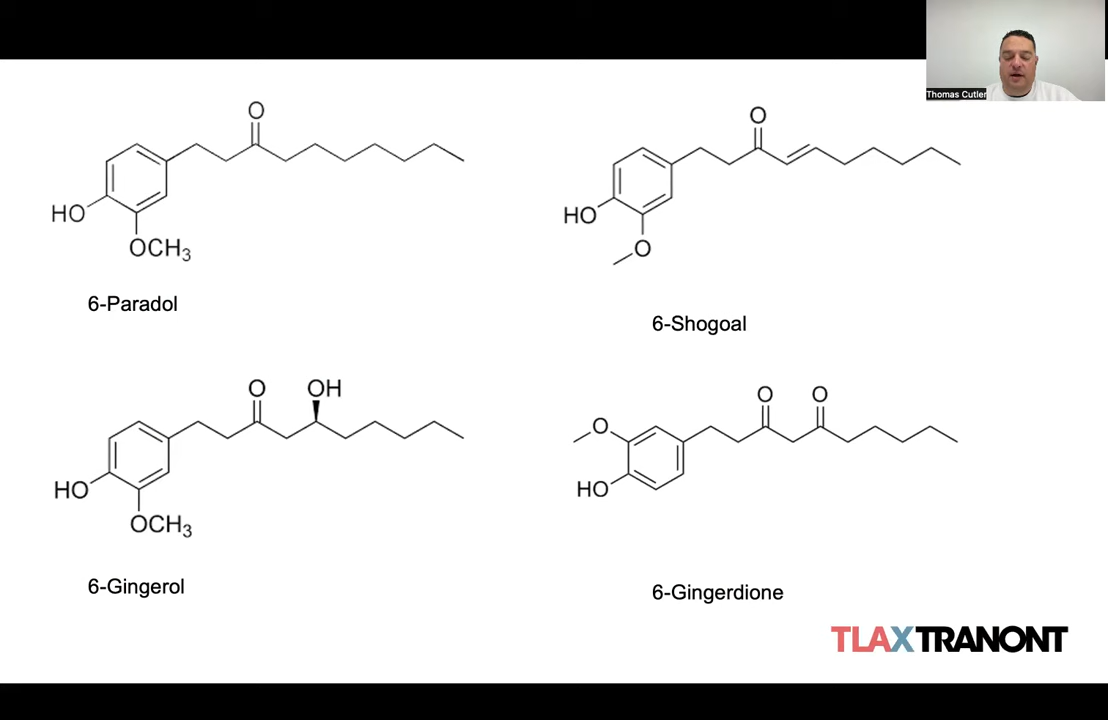 Thomas Cutler
O
HO
OCH3
6-Paradol
O
HO
O
6-Shogoal
O
OH
HO
OCH3
6-Gingerol
O
O
O
HO
6-Gingerdione
TLAXTRANONT